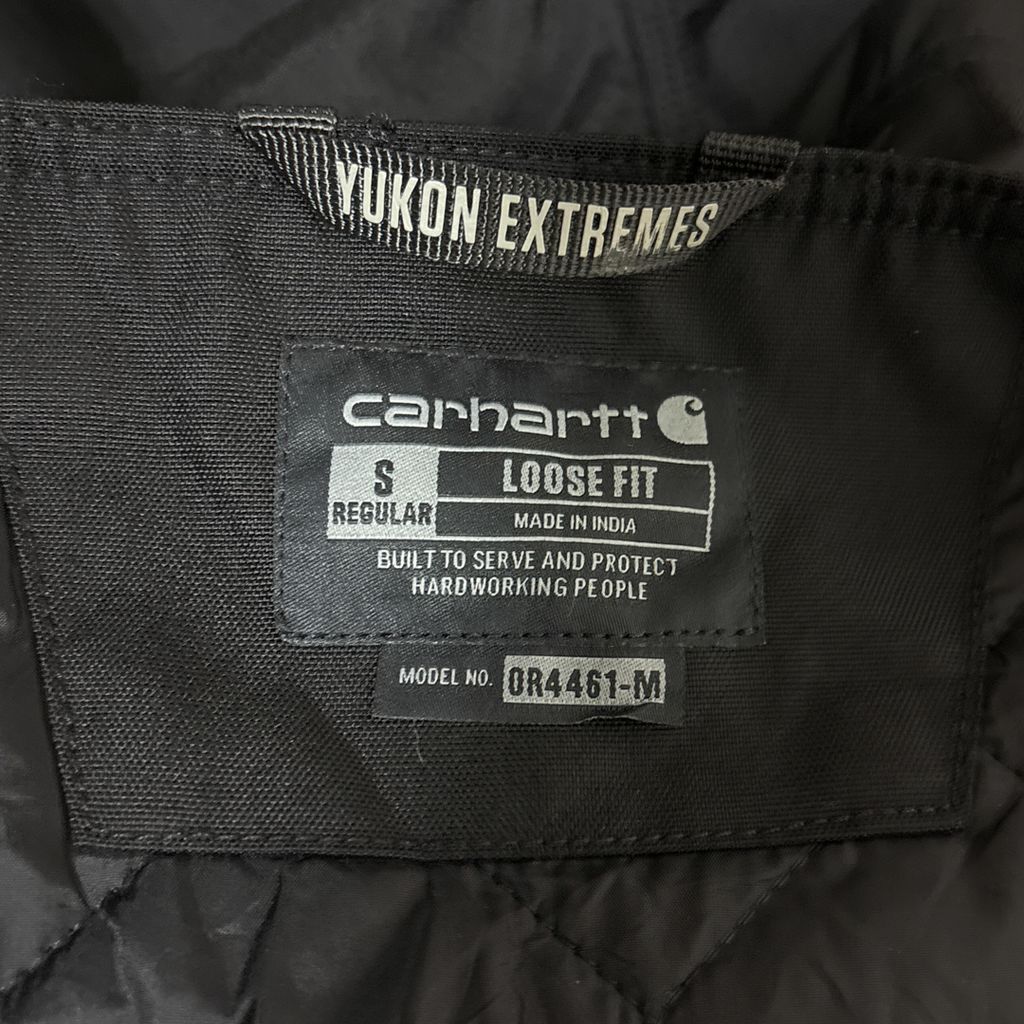 YUKON EXTREMES
carhartt
S
REGULAR
LOOSE FIT
MADE IN INDIA
BUILT TO SERVE AND PROTECT
HARDWORKING PEOPLE
MODEL NO. OR4461-M